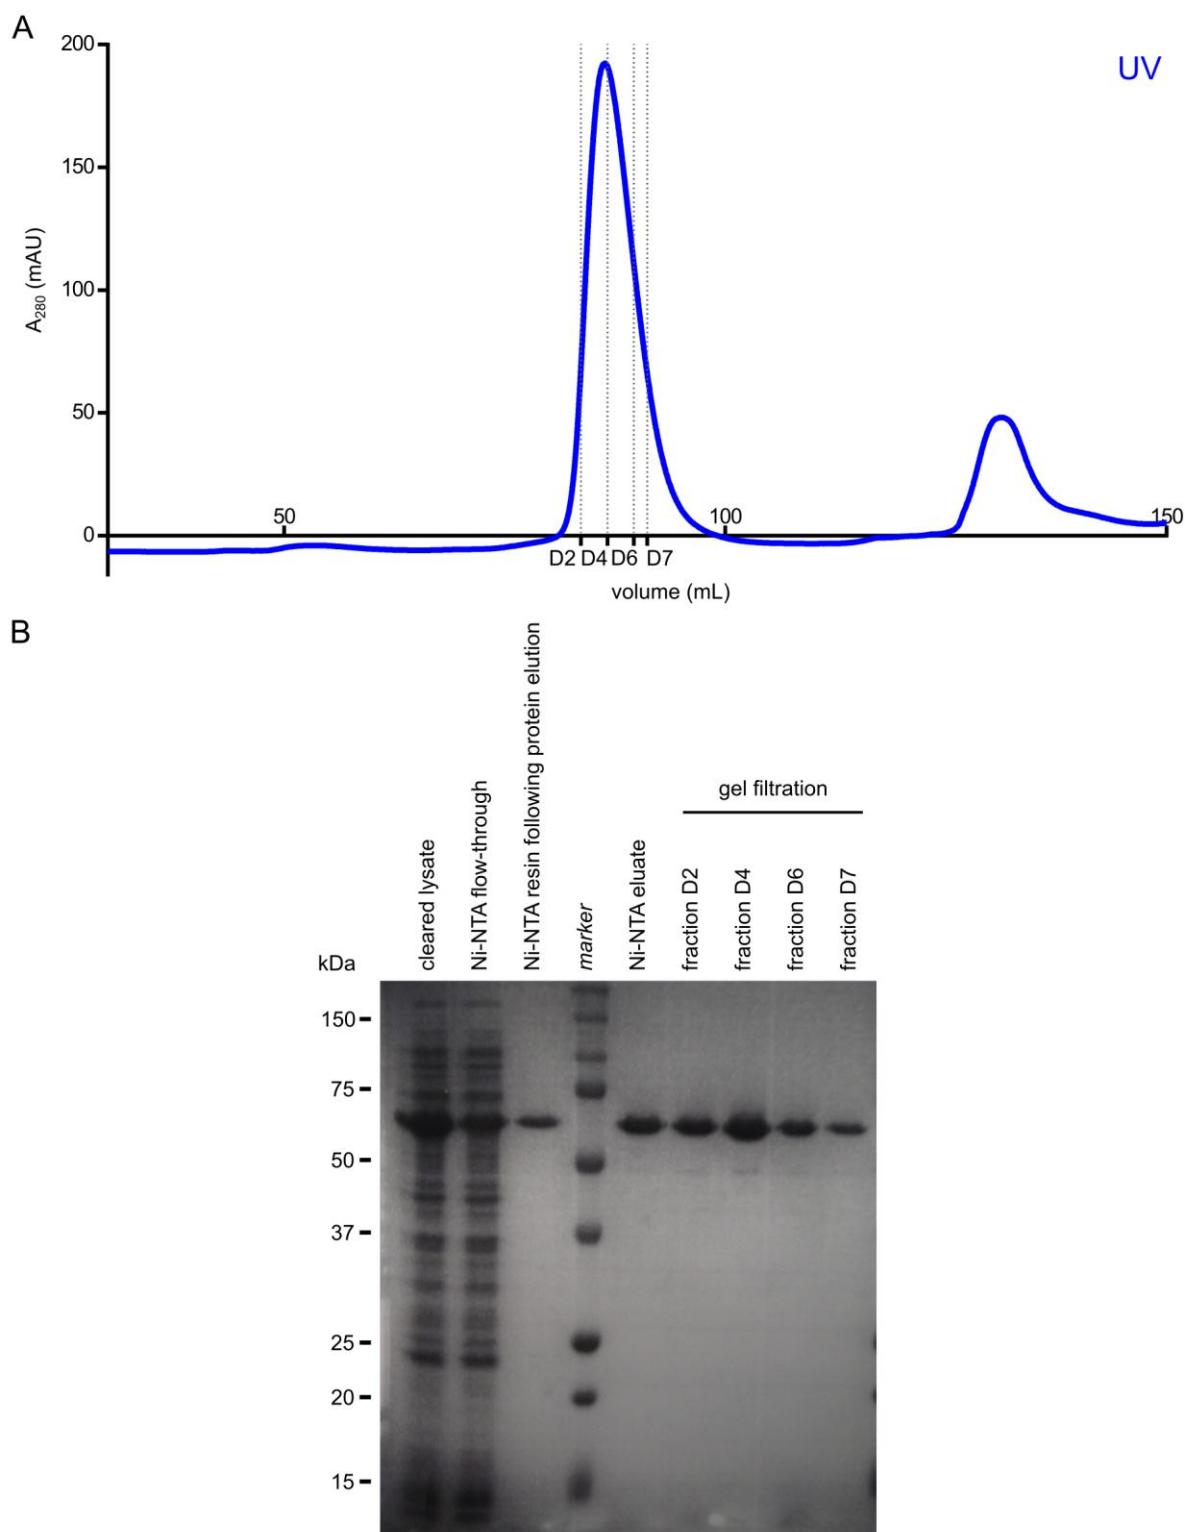 A
200
UV
150
100
50
0
A280 (mAU)
50
100
150
D2 D4 D6 D7
volume (mL)
B
cleared lysate
Ni-NTA flow-through
Ni-NTA resin following protein elution
marker
Ni-NTA eluate
gel filtration
fraction D2
fraction D4
fraction D6
fraction D7
kDa
150
75
50
37
25
20
15